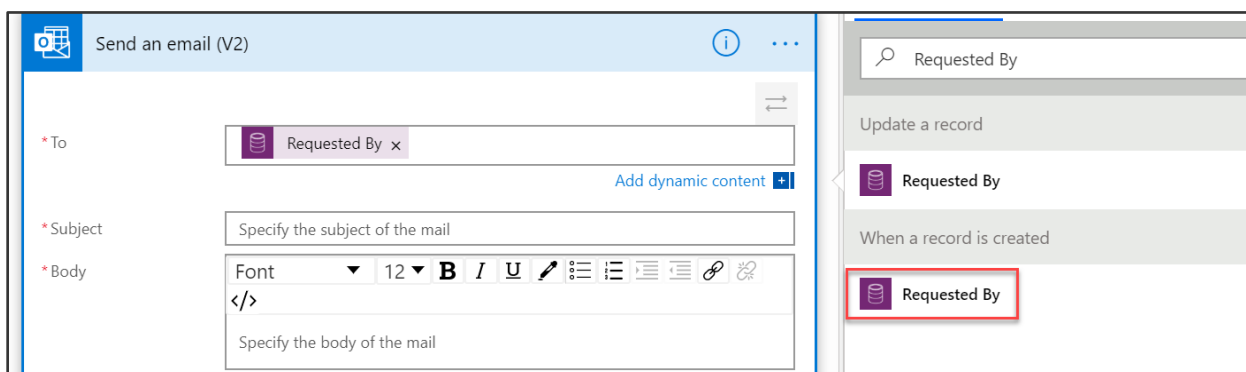 Send an email (V2)
* To
Requested By ×
Add dynamic content
* Subject
Specify the subject of the mail
* Body
Font 12 B I U
</>
Specify the body of the mail
Requested By
Update a record
Requested By
When a record is created
Requested By